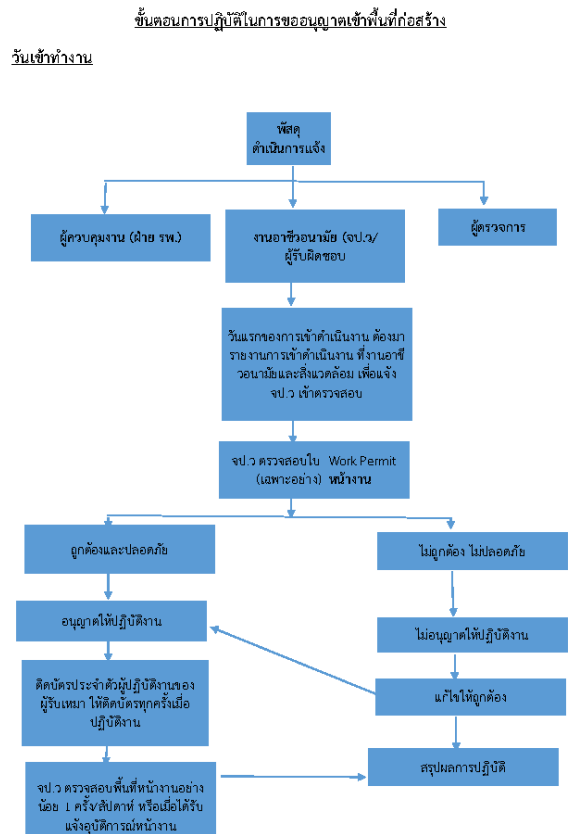 ขั้นตอนการปฏิบัติในการขออนุญาตเข้าพื้นที่ก่อสร้าง
วันเข้าทำงาน
พัสดุ
ดำเนินการแจ้ง
ผู้ควบคุมงาน (ฝ่าย รพ.)
งานอาชีวอนามัย (จป.ว/
ผู้รับผิดชอบ
ผู้ตรวจการ
วันแรกของการเข้าดำเนินงาน ต้องมา
รายงานการเข้าดำเนินงาน ที่งานอาชี
วอนามัยและสิ่งแวดล้อม เพื่อแจ้ง
จป.ว เข้าตรวจสอบ
จป.ว ตรวจสอบใบ Work Permit
(เฉพาะอย่าง) หน้างาน
ถูกต้องและปลอดภัย
ไม่ถูกต้อง ไม่ปลอดภัย
อนุญาตให้ปฏิบัติงาน
ไม่อนุญาตให้ปฏิบัติงาน
ติดบัตรประจำตัวผู้ปฏิบัติงานของ
ผู้รับเหมา ให้ติดบัตรทุกครั้งเมื่อ
ปฏิบัติงาน
แก้ไขให้ถูกต้อง
จป.ว ตรวจสอบพื้นที่หน้างานอย่าง
น้อย 1 ครั้ง/สัปดาห์ หรือเมื่อได้รับ
แจ้งอุบัติการณ์หน้างาน
สรุปผลการปฏิบัติ